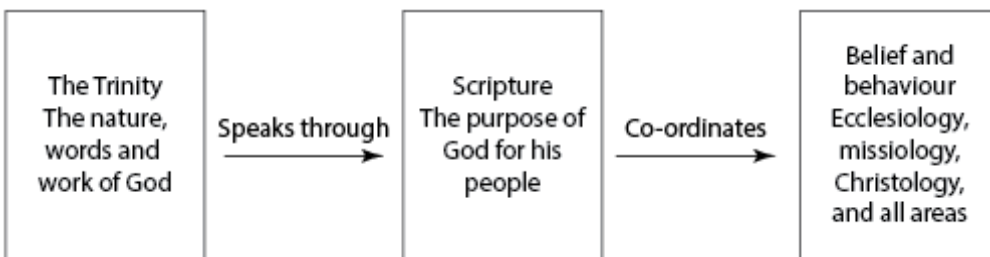 The Trinity
The nature,
words and
work of God
Speaks through
Scripture
The purpose of
God for his
people
Co-ordinates
Belief and
behaviour
Ecclesiology,
missiology,
Christology,
and all areas